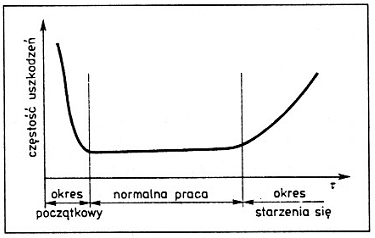 częstość uszkodzeń
τ
okres
początkowy
normalna praca
okres
starzenia się